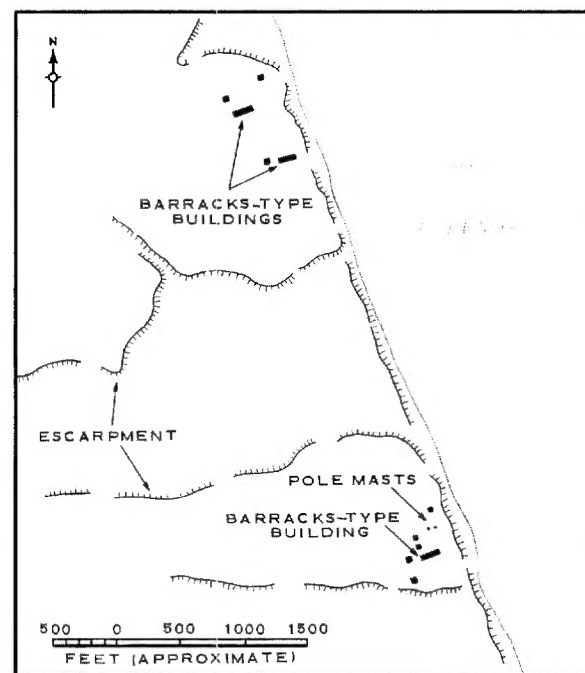 N
BARRACKS-TYPE
BUILDINGS
ESCARPMENT
POLE MASTS
BARRACKS-TYPE
BUILDING
500 0 500 1000 1500
FEET (APPROXIMATE)